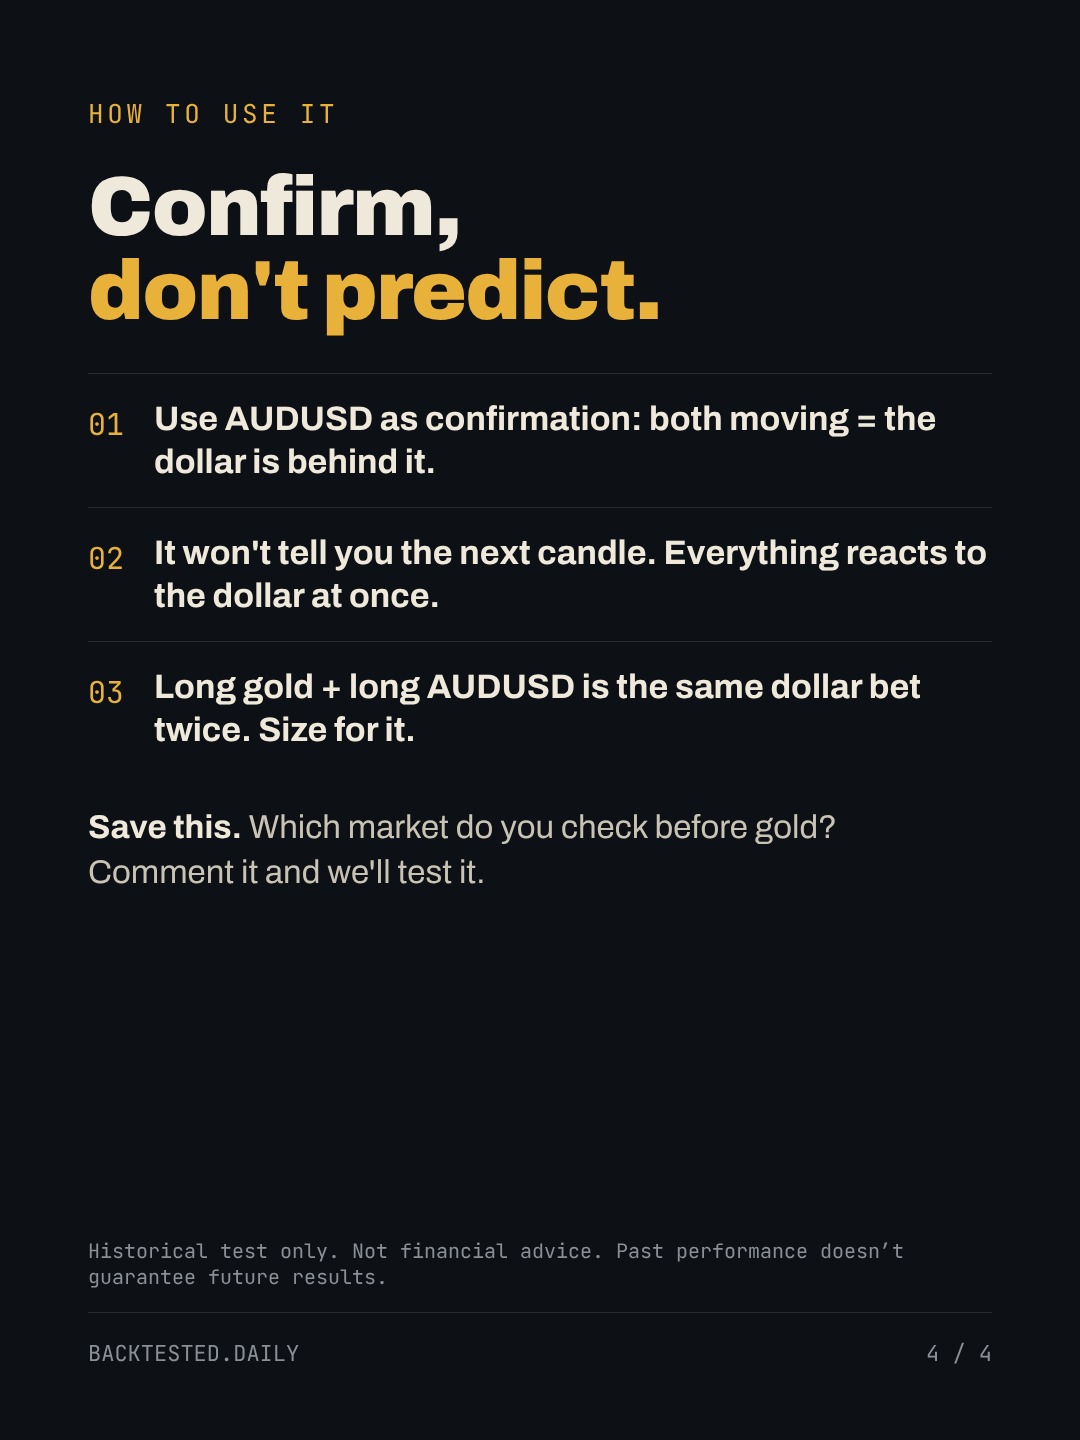 HOW TO USE IT
Confirm,
don't predict.
01 Use AUDUSD as confirmation: both moving = the
dollar is behind it.
02 It won't tell you the next candle. Everything reacts to
the dollar at once.
03 Long gold + long AUDUSD is the same dollar bet
twice. Size for it.
Save this. Which market do you check before gold?
Comment it and we'll test it.
Historical test only. Not financial advice. Past performance doesn’t
guarantee future results.
BACKTESTED.DAILY 4 / 4